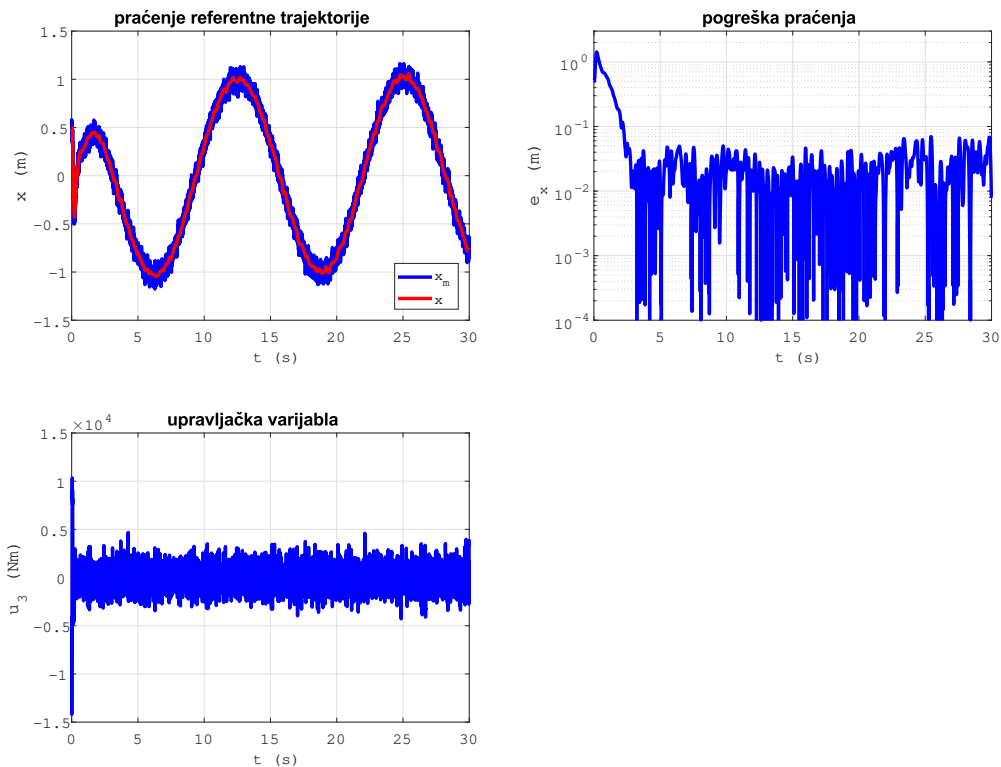 praćenje referentne trajektorije
1.5
1
0.5
0
-0.5
-1
-1.5
x (m)
0 5 10 15 20 25 30
t (s)
x_m
x
pogreška praćenja
10^0
10^-1
10^-2
10^-3
10^-4
e_x (m)
0 5 10 15 20 25 30
t (s)
upravljačka varijabla
×10^4
1.5
1
0.5
0
-0.5
-1
-1.5
u_3 (Nm)
0 5 10 15 20 25 30
t (s)